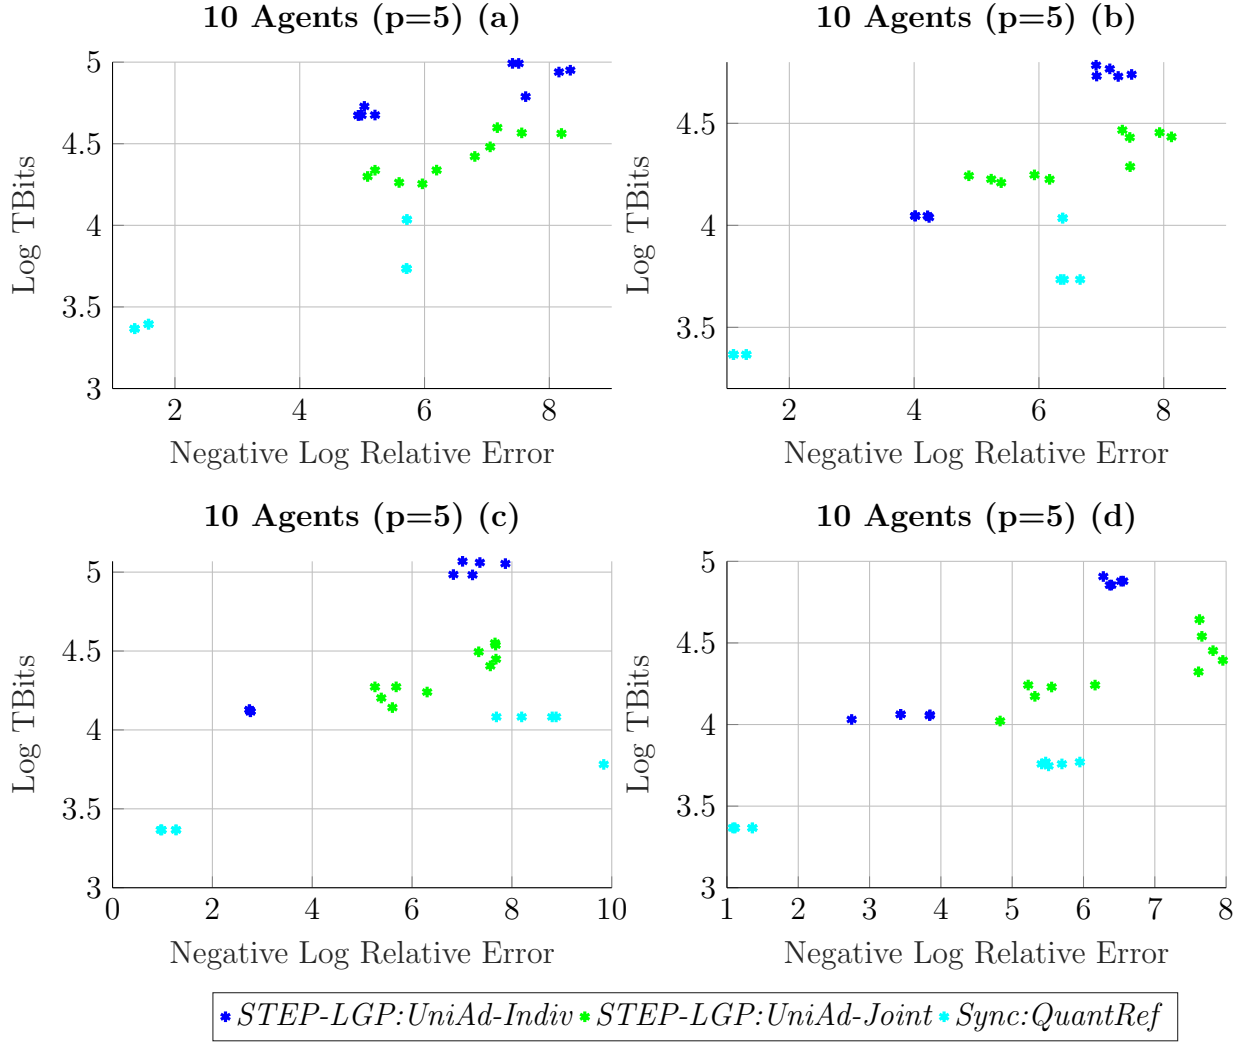 10 Agents (p=5) (a)
10 Agents (p=5) (b)
5
4.5
4
3.5
3
Log TBits
2 4 6 8
Negative Log Relative Error
4.5
4
3.5
Log TBits
2 4 6 8
Negative Log Relative Error
10 Agents (p=5) (c)
10 Agents (p=5) (d)
5
4.5
4
3.5
3
Log TBits
0 2 4 6 8 10
Negative Log Relative Error
5
4.5
4
3.5
3
Log TBits
1 2 3 4 5 6 7 8
Negative Log Relative Error
STEP-LGP:UniAd-Indiv STEP-LGP:UniAd-Joint Sync:QuantRef